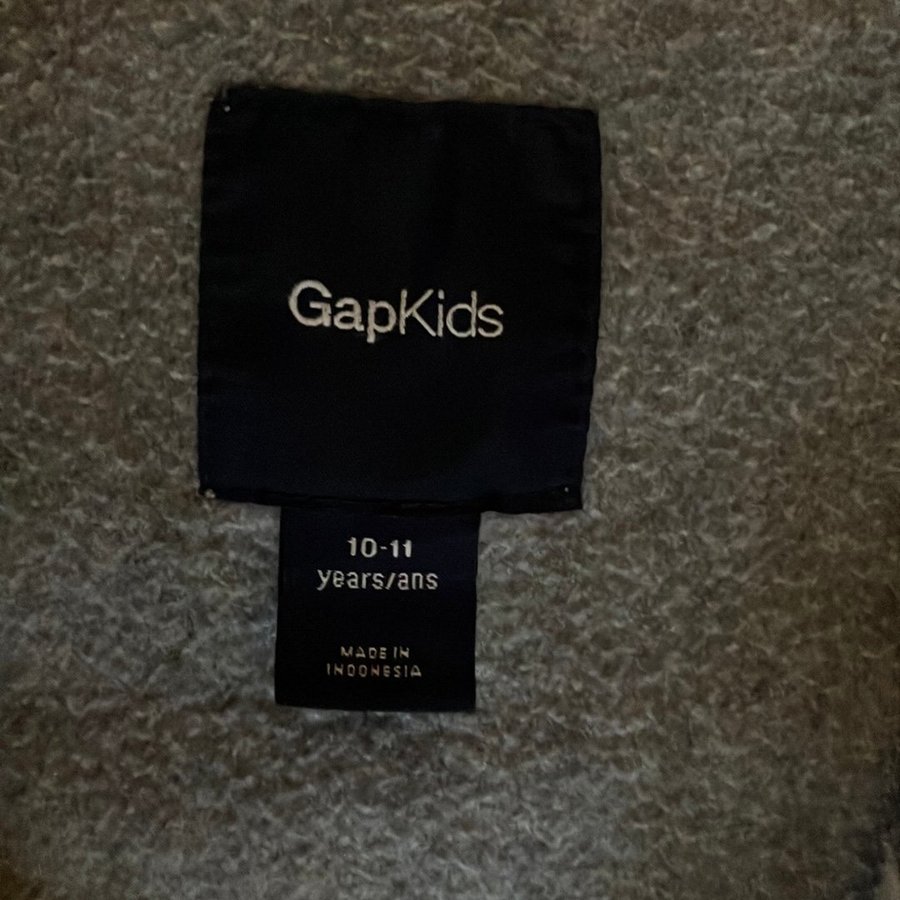 GapKids
10-11
years/ans
MADE IN
INDONESIA